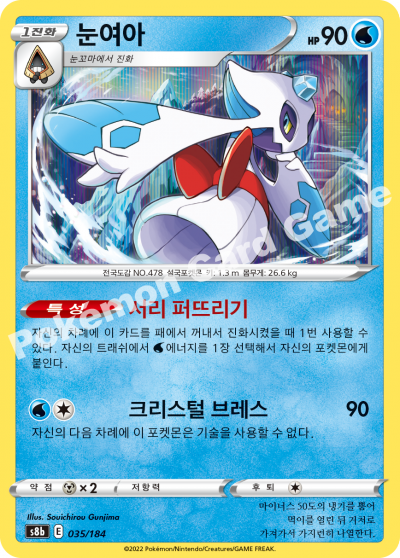 1진화
눈여아
HP 90
눈꼬마에서 진화
전국도감 NO.478 설국포켓몬 키: 1.3 m 몸무게: 26.6 kg
특성 서리 퍼뜨리기
자신의 차례에 이 카드를 패에서 꺼내서 진화시켰을 때 1번 사용할 수
있다. 자신의 트래쉬에서 에너지를 1장 선택해서 자신의 포켓몬에게
붙인다.
크리스털 브레스 90
자신의 다음 차례에 이 포켓몬은 기술을 사용할 수 없다.
약점 ×2 저항력 후퇴
마이너스 50도의 냉기를 뿜어
먹이를 얼린 뒤 거처로
가져가서 가지런히 나열한다.
Illus. Souichirou Gunjima
s8b E 035/184
©2022 Pokémon/Nintendo/Creatures/GAME FREAK.
Pokémon Card Game